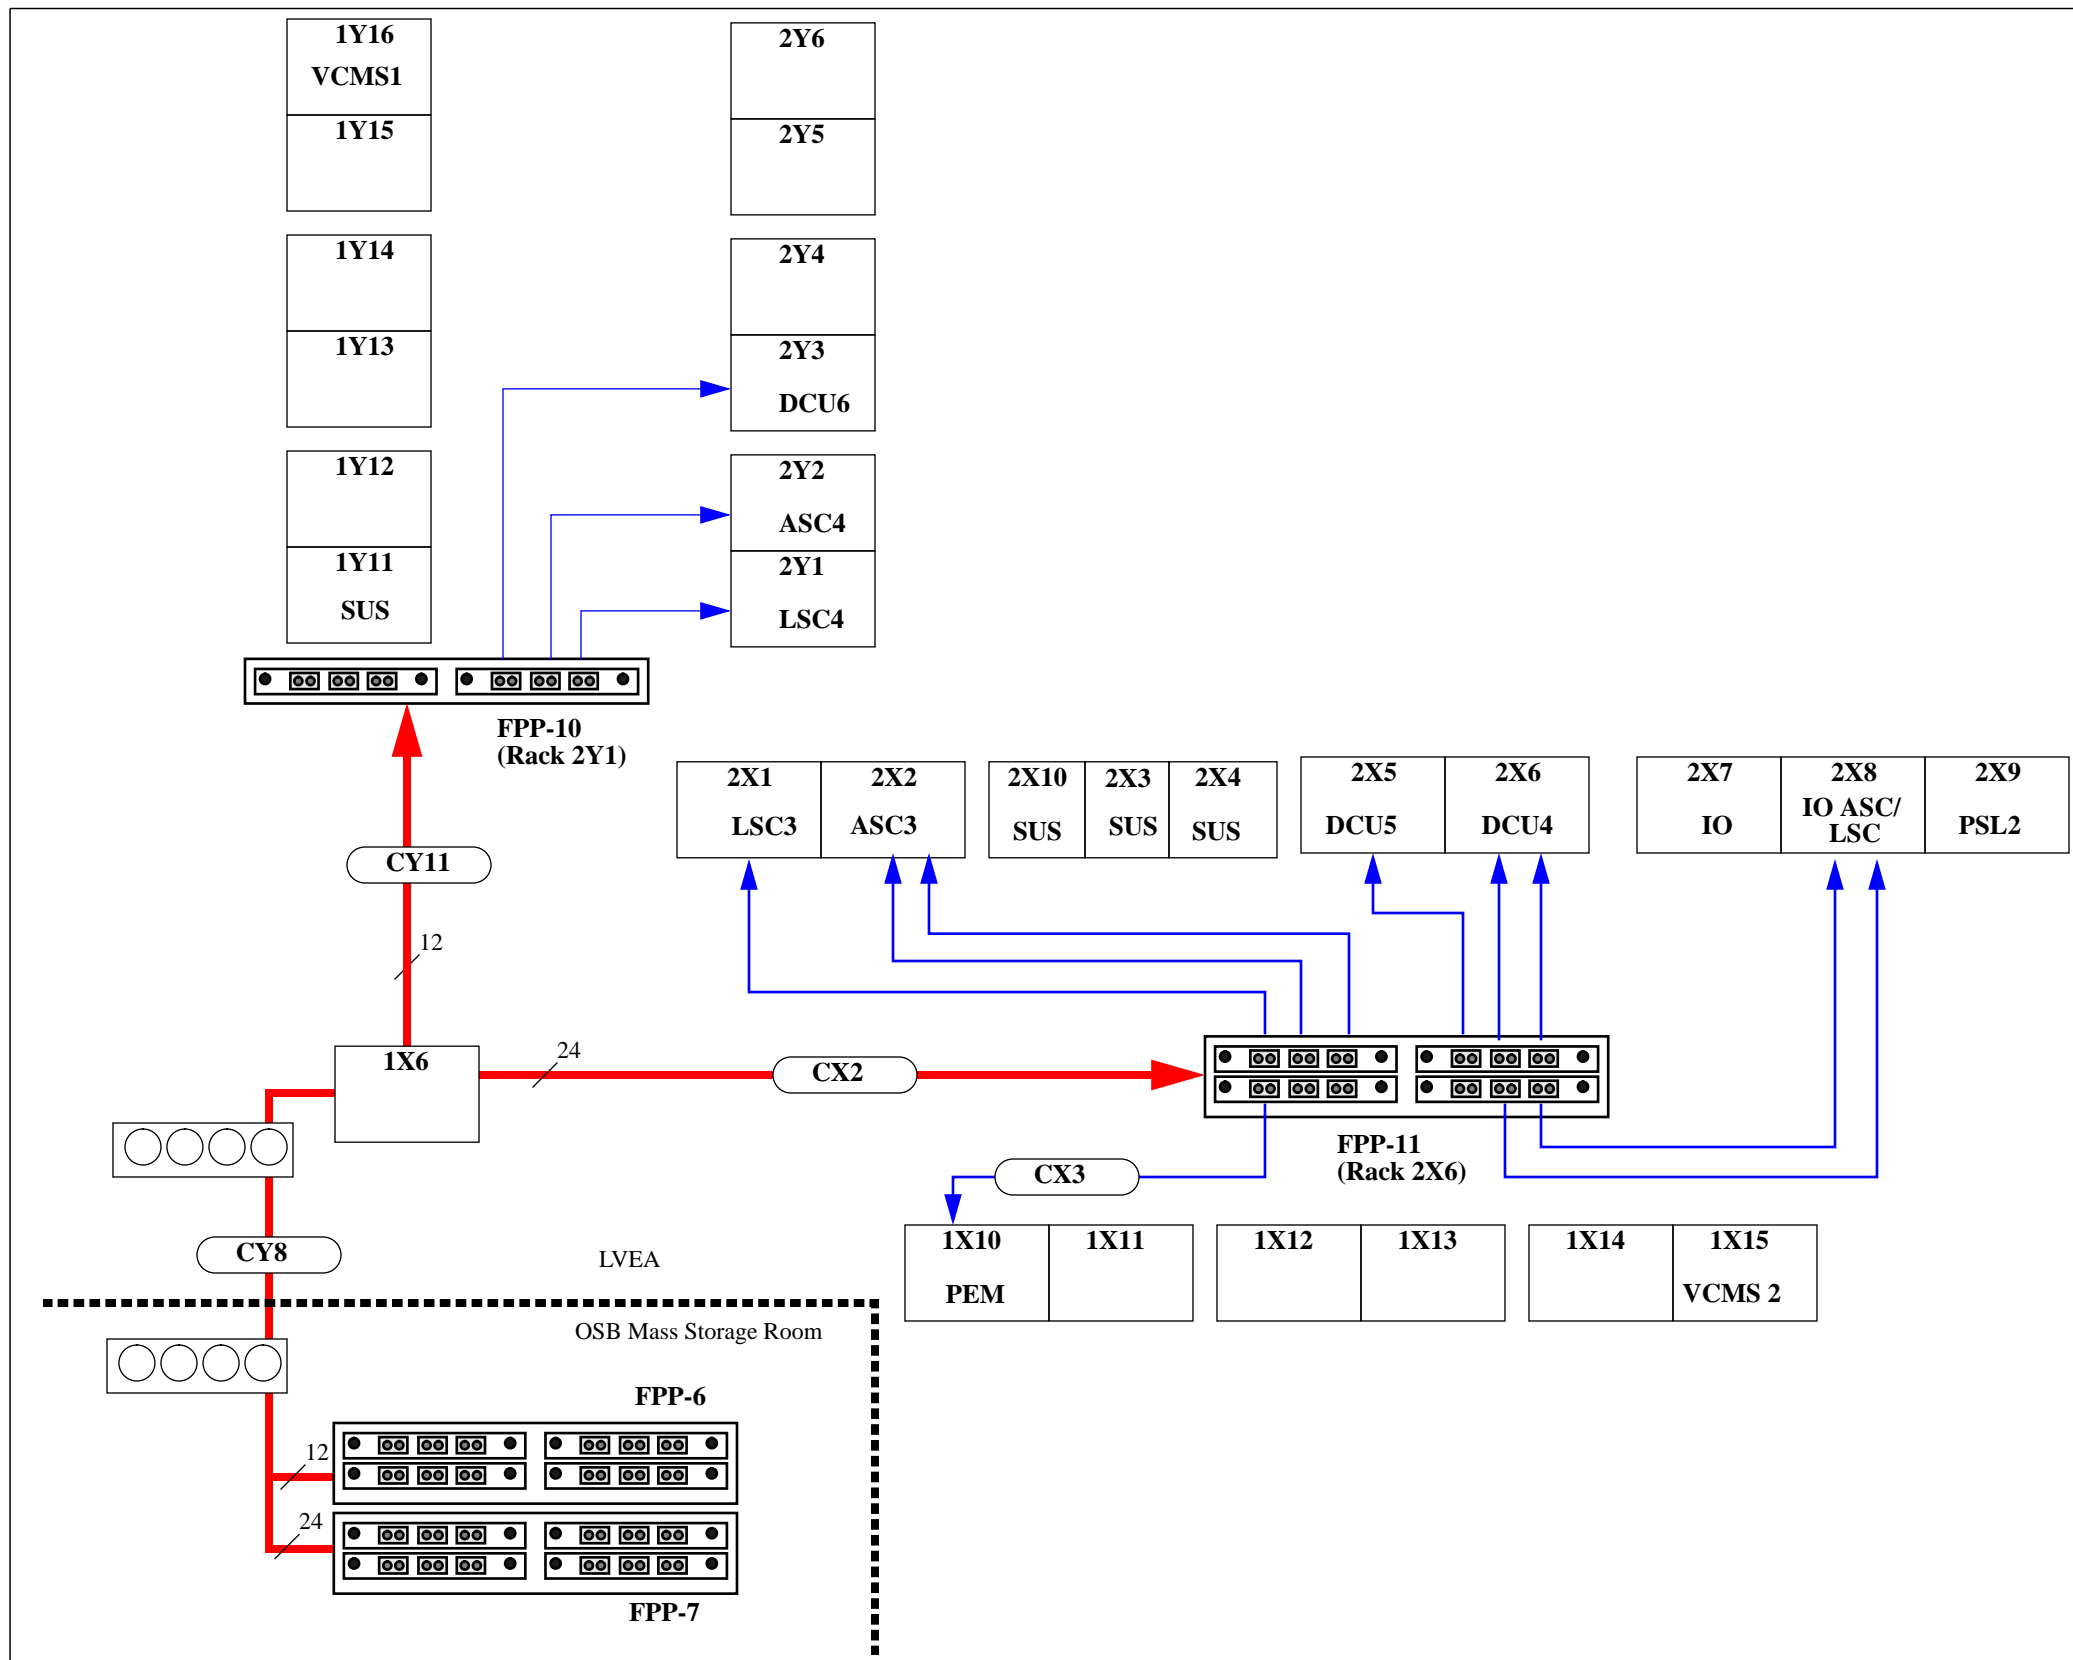 1Y16
VCMS1
1Y15
1Y14
1Y13
1Y12
1Y11
SUS
2Y6
2Y5
2Y4
2Y3
DCU6
2Y2
ASC4
2Y1
LSC4
FPP-10
(Rack 2Y1)
CY11
12
1X6
24
CX2
2X1
LSC3
2X2
ASC3
2X10
SUS
2X3
SUS
2X4
SUS
2X5
DCU5
2X6
DCU4
2X7
IO
2X8
IO ASC/
LSC
2X9
PSL2
FPP-11
(Rack 2X6)
CX3
1X10
PEM
1X11
1X12
1X13
1X14
1X15
VCMS 2
CY8
LVEA
OSB Mass Storage Room
FPP-6
12
24
FPP-7